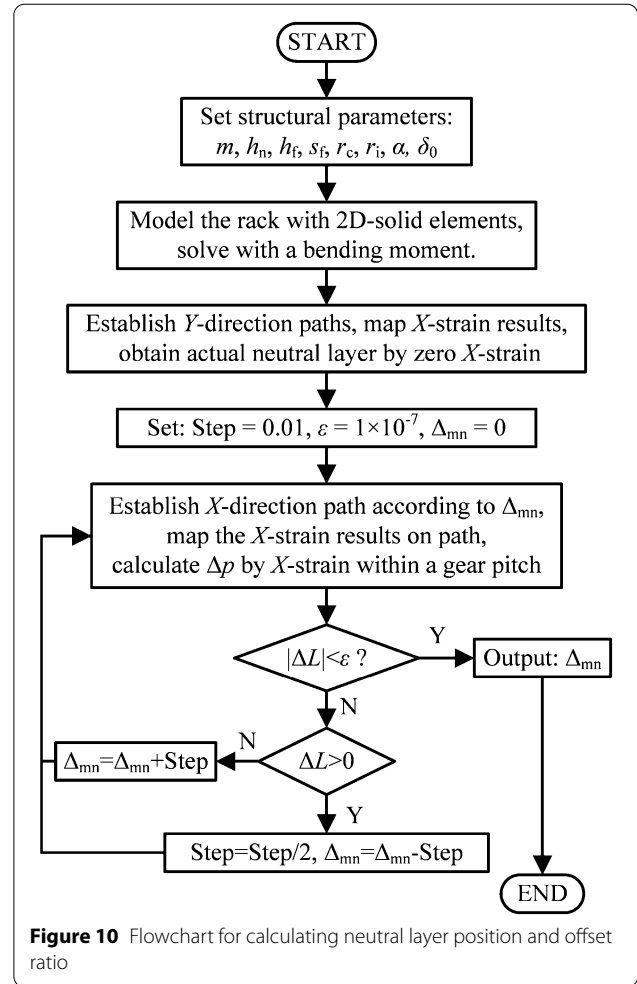 START
Set structural parameters:
m, hn, hf, sf, rc, ri, α, δ0
Model the rack with 2D-solid elements,
solve with a bending moment.
Establish Y-direction paths, map X-strain results,
obtain actual neutral layer by zero X-strain
Set: Step = 0.01, ε = 1×10⁻⁷, Δmn = 0
Establish X-direction path according to Δmn,
map the X-strain results on path,
calculate Δp by X-strain within a gear pitch
|ΔL|<ε ?
Y
Output: Δmn
N
ΔL>0
N
Δmn=Δmn+Step
Y
Step=Step/2, Δmn=Δmn-Step
END
Figure 10 Flowchart for calculating neutral layer position and offset
ratio